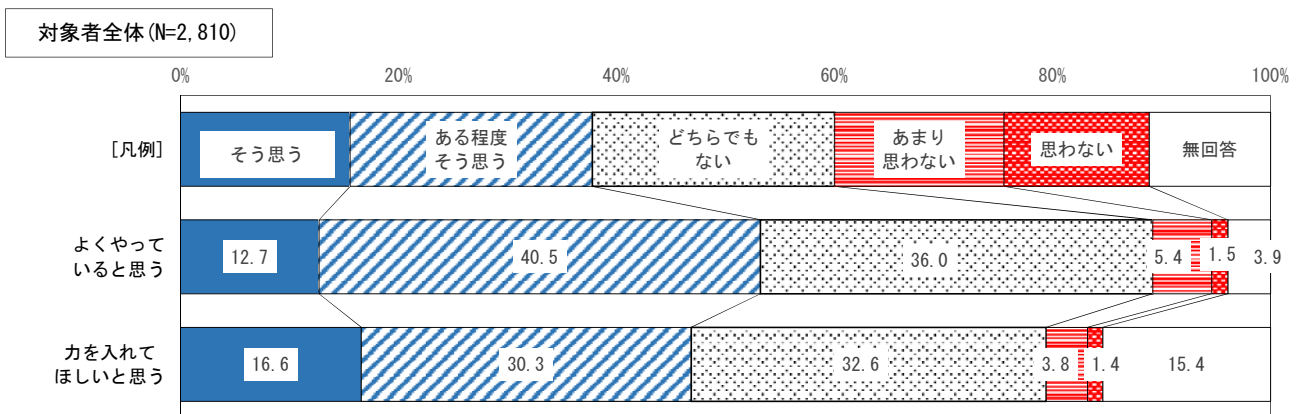 対象者全体(N=2,810)
0% 20% 40% 60% 80% 100%
[凡例]
そう思う
ある程度
そう思う
どちらでも
ない
あまり
思わない
思わない
無回答
よくやって
いると思う
12.7 40.5 36.0 5.4 1.5 3.9
力を入れて
ほしいと思う
16.6 30.3 32.6 3.8 1.4 15.4